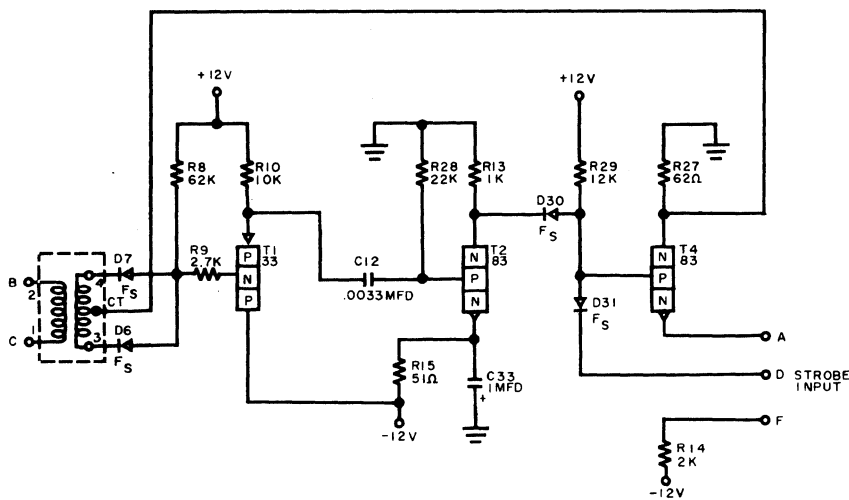 +12V
+12V
R8
62K
R10
10K
R28
22K
R13
1K
R29
12K
R27
62Ω
D30
FS
D7
FS
R9
2.7K
P
N
P
T1
33
C12
.0033MFD
N
P
N
T2
83
N
P
N
T4
83
B
2
4
CT
C
1
3
D6
FS
D31
FS
R15
51Ω
C33
1MFD
+
-12V
A
D STROBE
INPUT
F
R14
2K
-12V